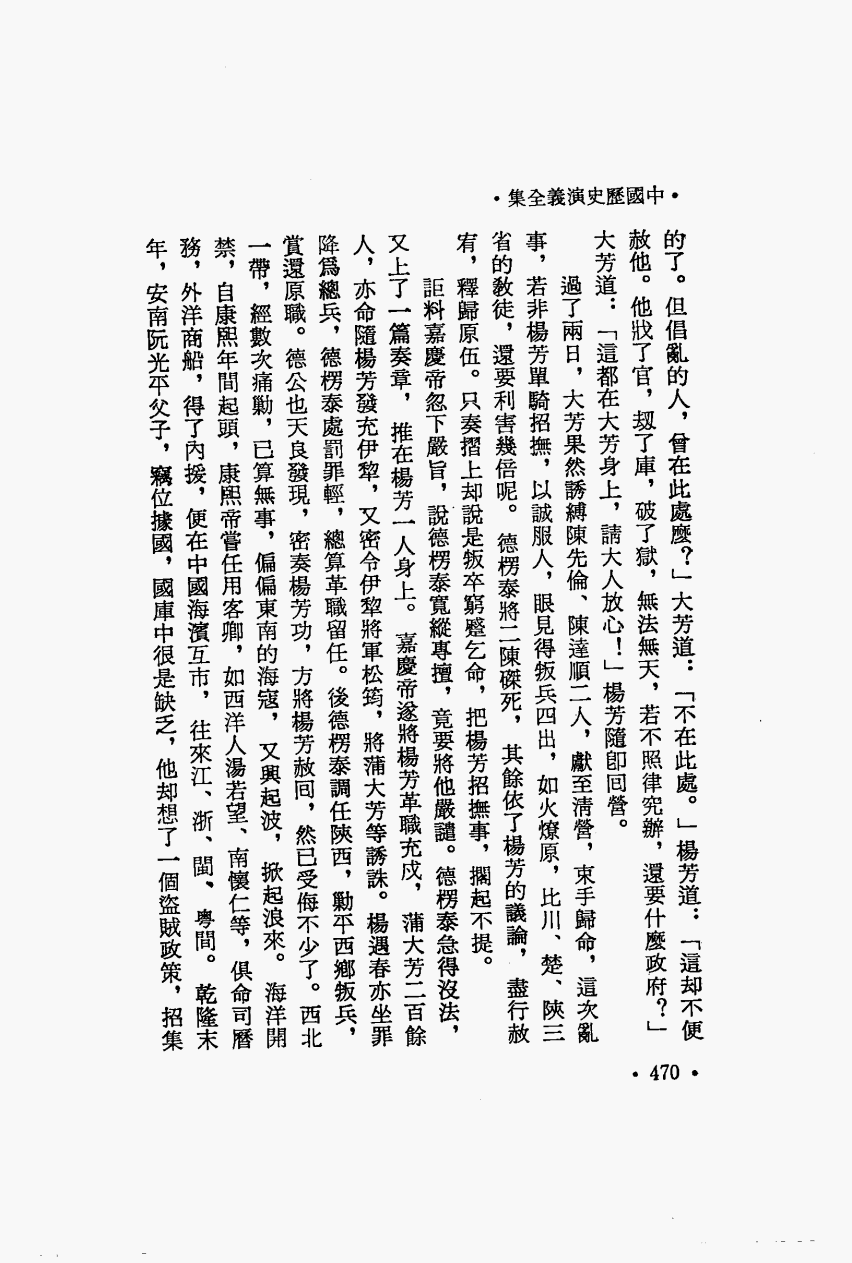 •中國歷史演義全集•
的了。但倡亂的人，曾在此處麼？」大芳道：「不在此處。」楊芳道：「這却不便
赦他。他戕了官，刼了庫，破了獄，無法無天，若不照律究辦，還要什麼政府？」
大芳道：「這都在大芳身上，請大人放心！」楊芳隨卽回營。
過了兩日，大芳果然誘縛陳先倫、陳達順二人，獻至清營，束手歸命，這次亂
事，若非楊芳單騎招撫，以誠服人，眼見得叛兵四出，如火燎原，比川、楚、陝三
省的教徒，還要利害幾倍呢。德楞泰將二陳磔死，其餘依了楊芳的議論，盡行赦
宥，釋歸原伍。只奏摺上却說是叛卒窮蹙乞命，把楊芳招撫事，擱起不提。
詎料嘉慶帝忽下嚴旨，說德楞泰寬縱專擅，竟要將他嚴譴。德楞泰急得沒法，
又上了一篇奏章，推在楊芳一人身上。嘉慶帝遂將楊芳革職充戍，蒲大芳二百餘
人，亦命隨楊芳發充伊犂，又密令伊犂將軍松筠，將蒲大芳等誘誅。楊遇春亦坐罪
降爲總兵，德楞泰處罰罪輕，總算革職留任。後德楞泰調任陝西，勦平西鄉叛兵，
賞還原職。德公也天良發現，密奏楊芳功，方將楊芳赦回，然已受侮不少了。西北
一帶，經數次痛勦，已算無事，偏偏東南的海寇，又興起波，掀起浪來。海洋開
禁，自康熙年間起頭，康熙帝嘗任用客卿，如西洋人湯若望、南懷仁等，俱命司曆
務，外洋商船，得了內援，便在中國海濱互市，往來江、浙、閩、粵間。乾隆末
年，安南阮光平父子，竊位據國，國庫中很是缺乏，他却想了一個盜賊政策，招集
•470•